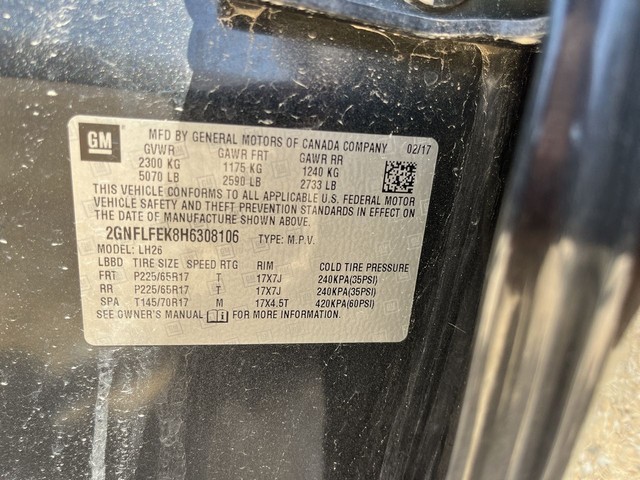 GM
MFD BY GENERAL MOTORS OF CANADA COMPANY 02/17
GVWR GAWR FRT GAWR RR
2300 KG 1175 KG 1240 KG
5070 LB 2590 LB 2733 LB
THIS VEHICLE CONFORMS TO ALL APPLICABLE U.S. FEDERAL MOTOR
VEHICLE SAFETY AND THEFT PREVENTION STANDARDS IN EFFECT ON
THE DATE OF MANUFACTURE SHOWN ABOVE.
2GNFLFEK8H6308106 TYPE: M.P.V.
MODEL: LH26
LBBD TIRE SIZE SPEED RTG RIM COLD TIRE PRESSURE
FRT P225/65R17 T 17X7J 240KPA(35PSI)
RR P225/65R17 T 17X7J 240KPA(35PSI)
SPA T145/70R17 M 17X4.5T 420KPA(60PSI)
SEE OWNER'S MANUAL FOR MORE INFORMATION.